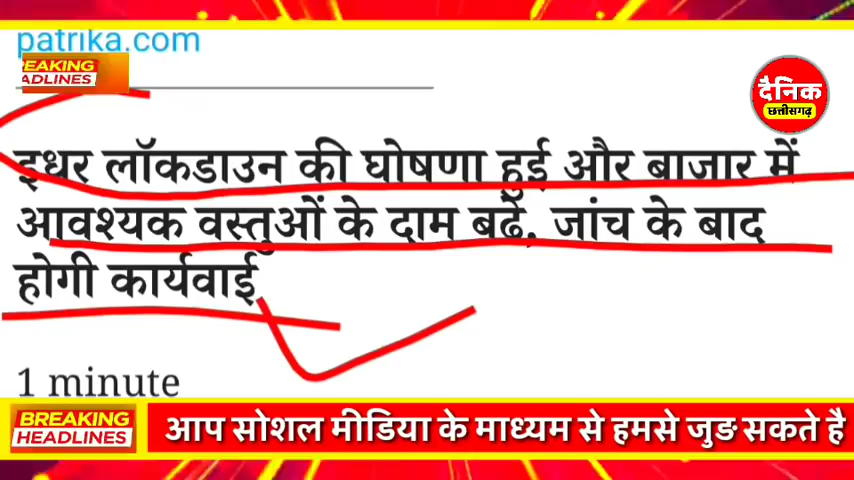 patrika.com
BREAKING
HEADLINES
दैनिक
छत्तीसगढ़
इधर लॉकडाउन की घोषणा हुई और बाजार में
आवश्यक वस्तुओं के दाम बढे, जांच के बाद
होगी कार्यवाई
1 minute
BREAKING
HEADLINES
आप सोशल मीडिया के माध्यम से हमसे जुङ सकते है